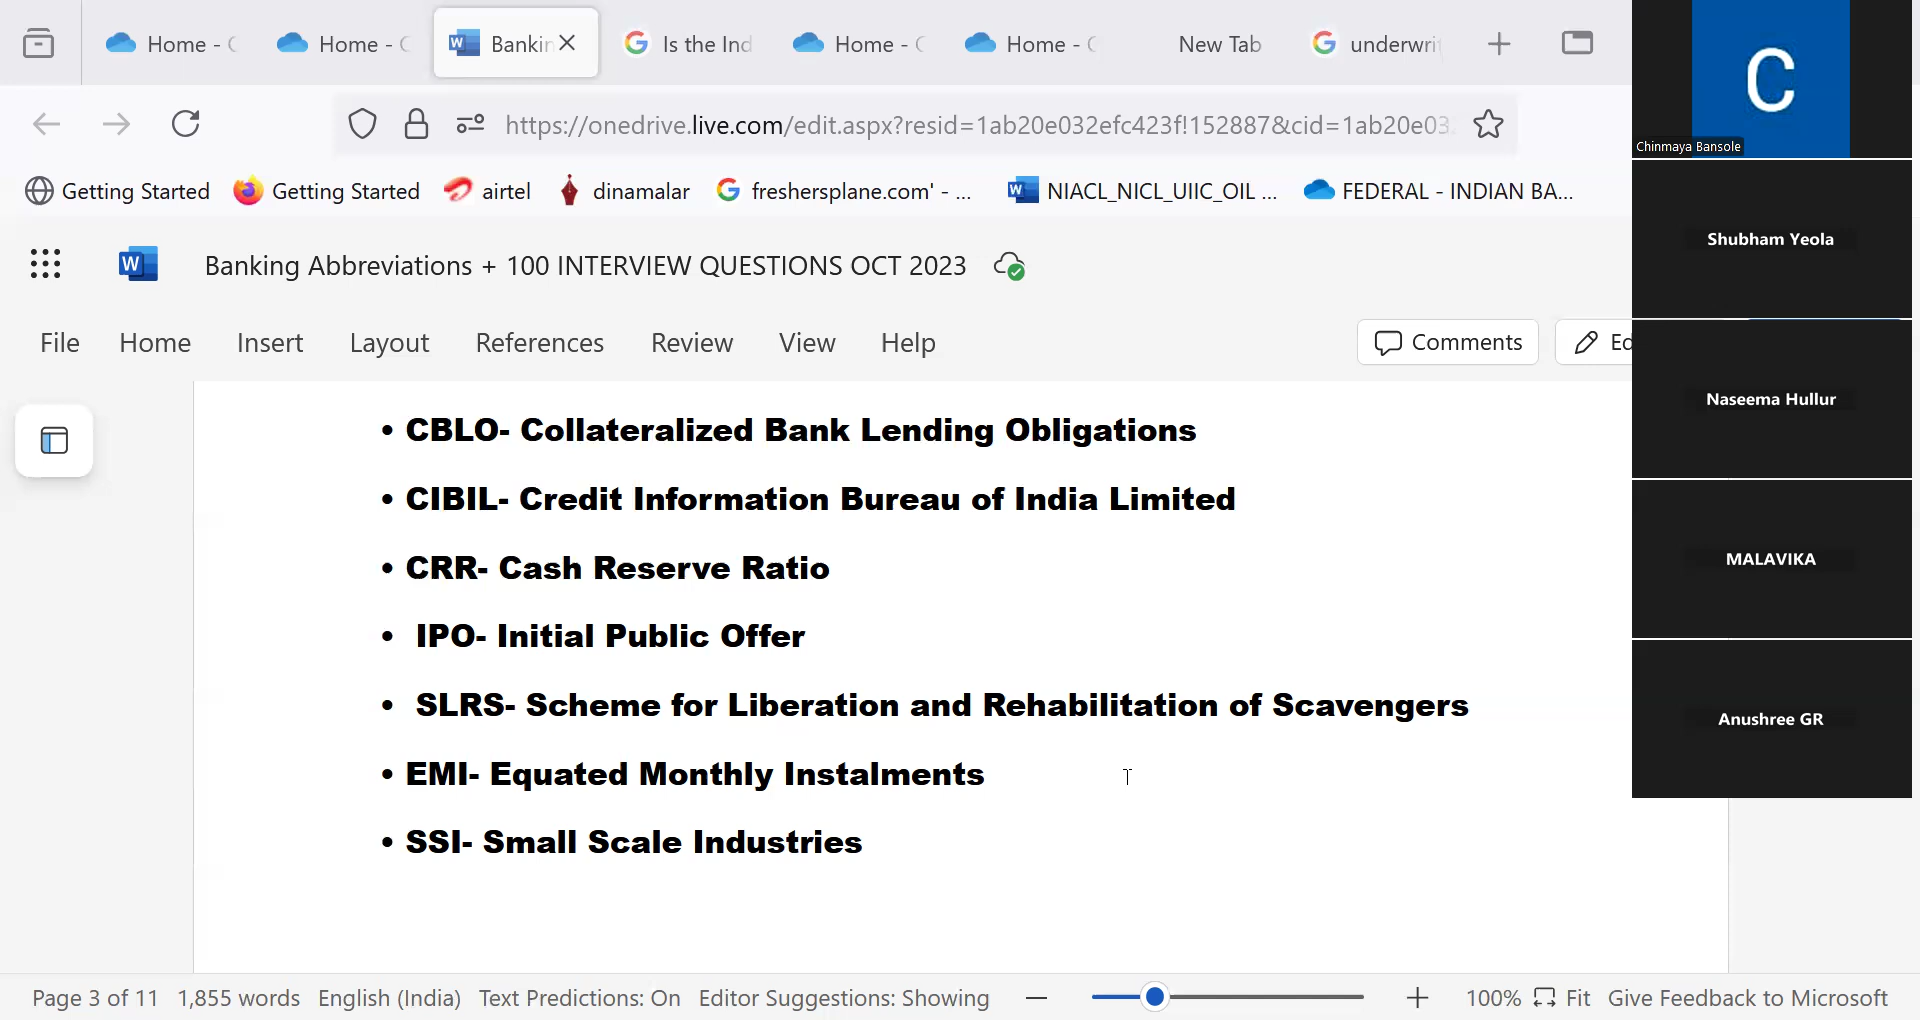 Home - C
Home - C
Bankin
Is the Ind
Home - C
Home - C
New Tab
underwri
https://onedrive.live.com/edit.aspx?resid=1ab20e032efc423f!152887&cid=1ab20e03
Getting Started
Getting Started
airtel
dinamalar
freshersplane.com' - ...
NIACL_NICL_UIIC_OIL ...
FEDERAL - INDIAN BA...
Banking Abbreviations + 100 INTERVIEW QUESTIONS OCT 2023
File Home Insert Layout References Review View Help
Comments
Ed
• CBLO- Collateralized Bank Lending Obligations
• CIBIL- Credit Information Bureau of India Limited
• CRR- Cash Reserve Ratio
• IPO- Initial Public Offer
• SLRS- Scheme for Liberation and Rehabilitation of Scavengers
• EMI- Equated Monthly Instalments
• SSI- Small Scale Industries
C
Chinmaya Bansole
Shubham Yeola
Naseema Hullur
MALAVIKA
Anushree GR
Page 3 of 11 1,855 words English (India) Text Predictions: On Editor Suggestions: Showing 100% Fit Give Feedback to Microsoft